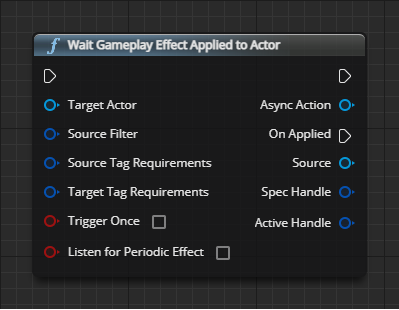 f Wait Gameplay Effect Applied to Actor
Target Actor Async Action
Source Filter On Applied
Source Tag Requirements Source
Target Tag Requirements Spec Handle
Trigger Once Active Handle
Listen for Periodic Effect